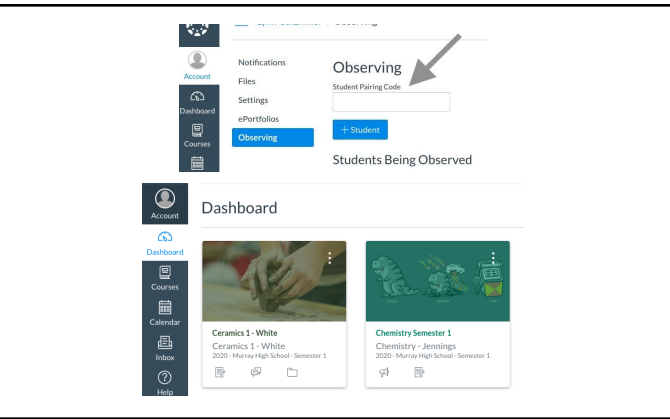 Notifications
Observing
Account
Files
Student Pairing Code
Settings
Dashboard
ePortfolios
+ Student
Observing
Courses
Students Being Observed
Account
Dashboard
Dashboard
Courses
Calendar
Inbox
Help
Ceramics 1 - White
Ceramics 1 - White
2020 - Murray High School - Semester 1
Chemistry Semester 1
Chemistry - Jennings
2020 - Murray High School - Semester 1